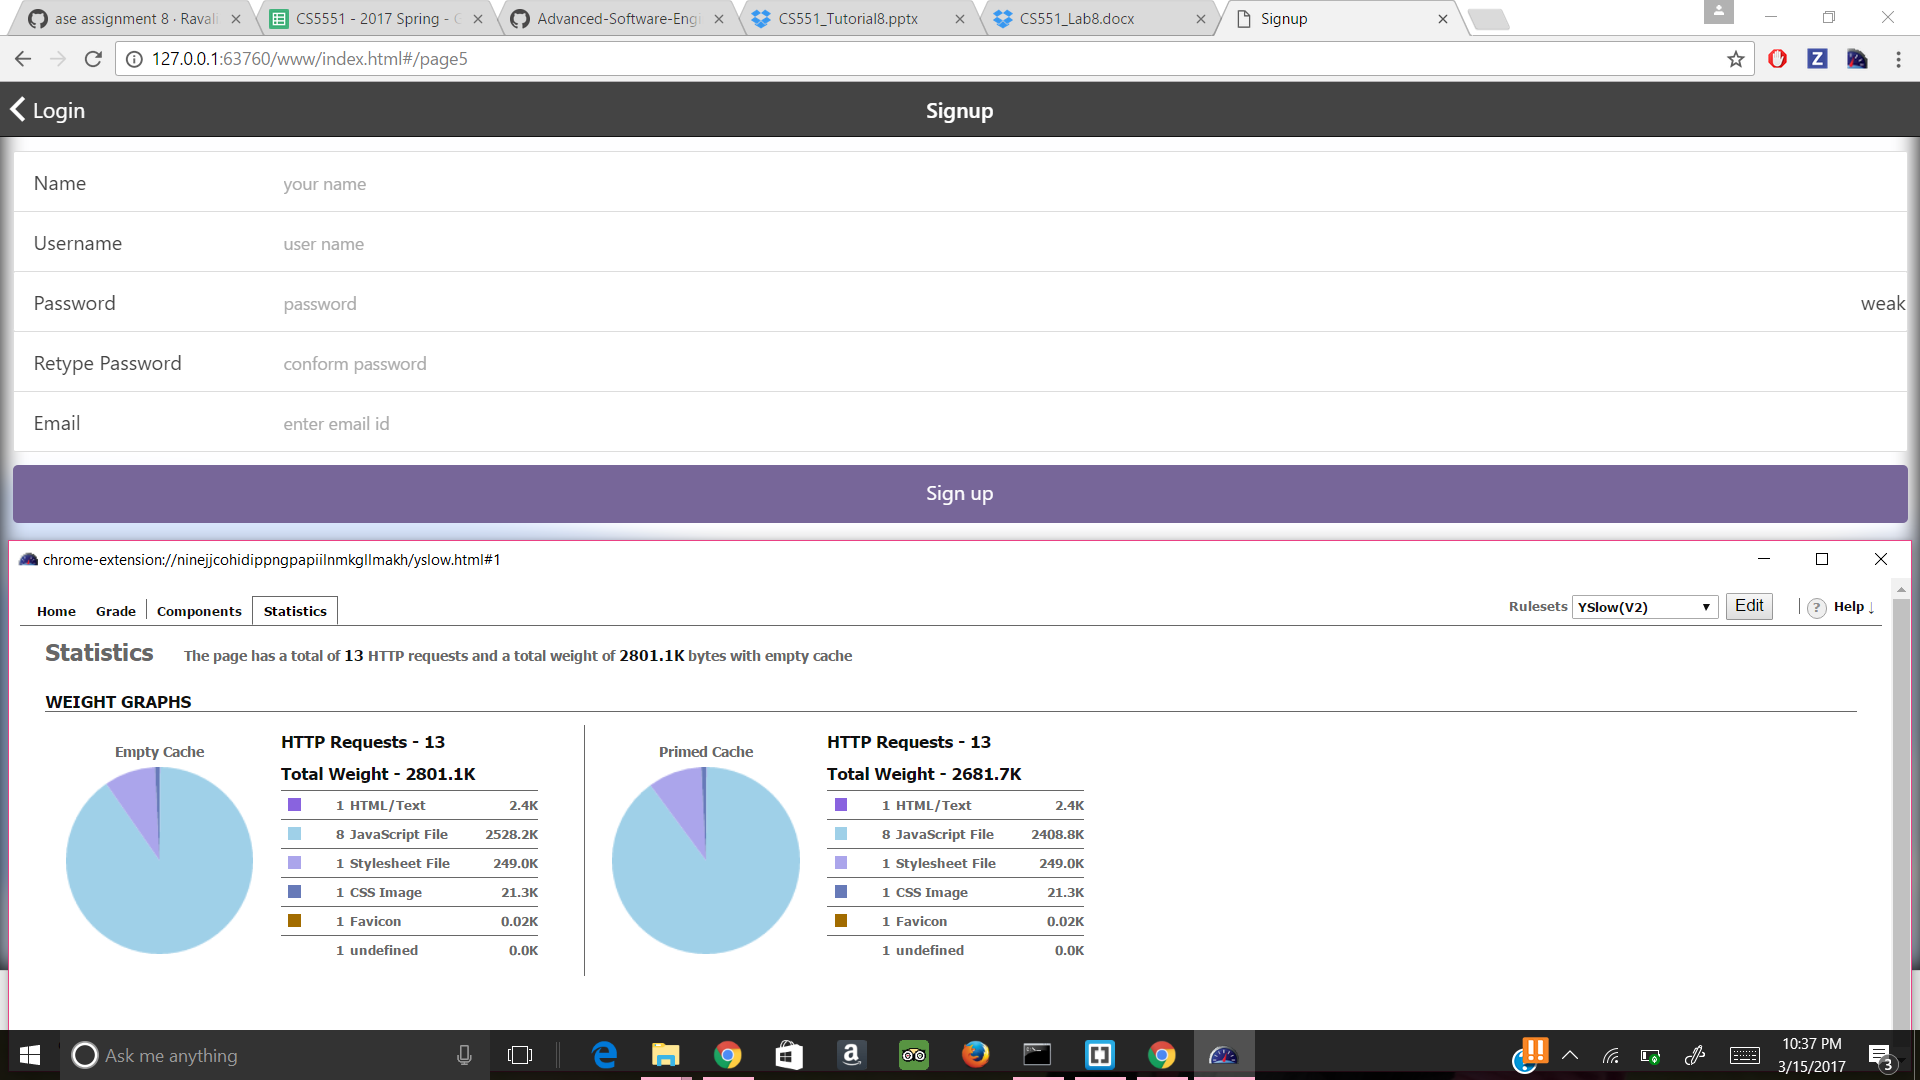 ase assignment 8 · Ravali
CS5551 - 2017 Spring -
Advanced-Software-Engi
CS551_Tutorial8.pptx
CS551_Lab8.docx
Signup
127.0.0.1:63760/www/index.html#/page5
Z
Login
Signup
Name your name
Username user name
Password password weak
Retype Password conform password
Email enter email id
Sign up
chrome-extension://ninejjcohidippngpapiilnmkgllmakh/yslow.html#1
Home Grade Components Statistics Rulesets YSlow(V2) Edit ? Help ↓
Statistics The page has a total of 13 HTTP requests and a total weight of 2801.1K bytes with empty cache
WEIGHT GRAPHS
Empty Cache
HTTP Requests - 13
Total Weight - 2801.1K
1 HTML/Text 2.4K
8 JavaScript File 2528.2K
1 Stylesheet File 249.0K
1 CSS Image 21.3K
1 Favicon 0.02K
1 undefined 0.0K
Primed Cache
HTTP Requests - 13
Total Weight - 2681.7K
1 HTML/Text 2.4K
8 JavaScript File 2408.8K
1 Stylesheet File 249.0K
1 CSS Image 21.3K
1 Favicon 0.02K
1 undefined 0.0K
Ask me anything
a
10:37 PM
3/15/2017
3